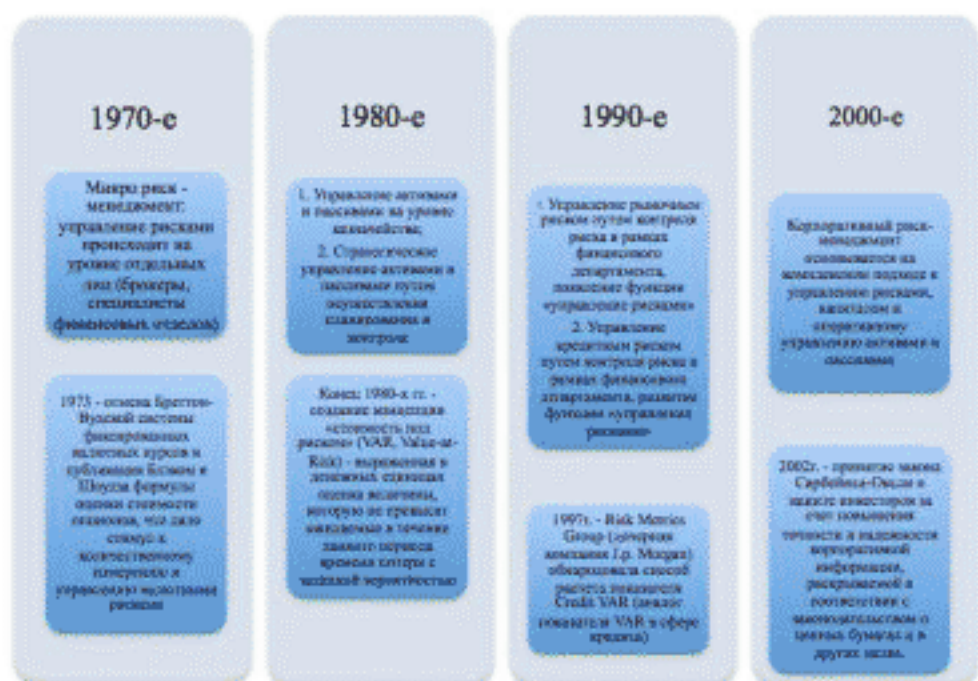 1970-е
Микро риск -
менеджмент:
управление рисками
происходит на
уровне отдельных
лиц (брокеры,
специалисты
финансовых отделов)
1973 - отмена Бреттон-
Вудской системы
фиксированных
валютных курсов и
публикация Блэком и
Шоулза формулы
оценки стоимости
опционов, что дало
стимул к
количественному
измерению и
управлению валютными
рисками
1980-е
1. Управление активами
и пассивами на уровне
казначейства;
2. Стратегическое
управление активами и
пассивами путем
осуществления
планирования и
контроля
Конец 1980-х гг. -
создание концепции
«стоимость под
риском» (VAR, Value-at-
Risk) - выраженная в
денежных единицах
оценка величины,
которую не превысят
ожидаемые в течение
данного периода
времени потери с
заданной вероятностью
1990-е
1. Управление рыночным
риском путем контроля
риска в рамках
финансового
департамента,
появление функции
«управление рисками»
2. Управление
кредитным риском
путем контроля риска в
рамках финансового
департамента, развитие
функции «управления
рисками»
1997г. - Risk Metrics
Group (дочерняя
компания J.p. Morgan)
обнародовала способ
расчета показателя
Credit VAR (аналог
показателя VAR в сфере
кредита)
2000-е
Корпоративный риск-
менеджмент
основывается на
комплексном подходе к
управлению рисками,
капиталом и
оперативному
управлению активами и
пассивами
2002г. - принятие закона
Сарбейнза-Оксли о
защите инвесторов за
счет повышения
точности и надежности
корпоративной
информации,
раскрываемой в
соответствии с
законодательством о
ценных бумагах и в
других целях.